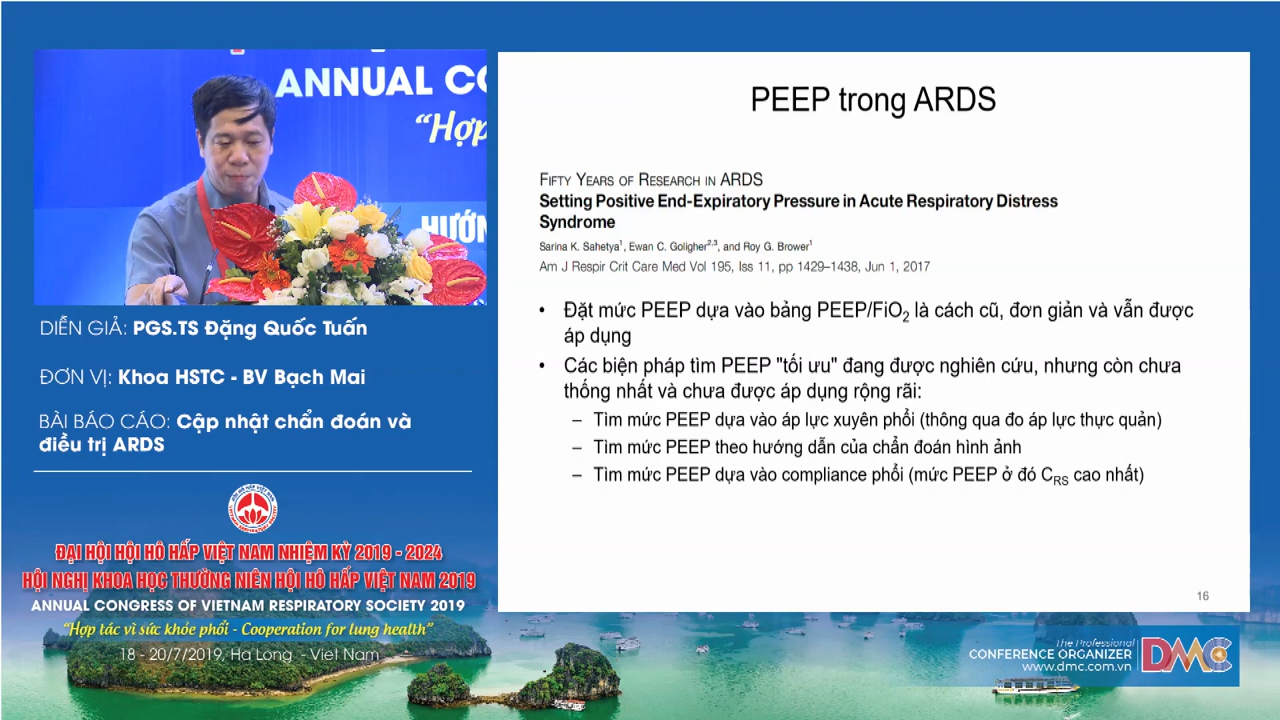 ANNUAL CO
“Hợp
HƯỚN
DIỄN GIẢ: PGS.TS Đặng Quốc Tuấn
ĐƠN VỊ: Khoa HSTC - BV Bạch Mai
BÀI BÁO CÁO: Cập nhật chẩn đoán và
điều trị ARDS
ĐẠI HỘI HỘI HÔ HẤP VIỆT NAM NHIỆM KỲ 2019 - 2024
HỘI NGHỊ KHOA HỌC THƯỜNG NIÊN HỘI HÔ HẤP VIỆT NAM 2019
ANNUAL CONGRESS OF VIETNAM RESPIRATORY SOCIETY 2019
“Hợp tác vì sức khỏe phổi - Cooperation for lung health”
18 - 20/7/2019, Ha Long - Viet Nam
PEEP trong ARDS
FIFTY YEARS OF RESEARCH IN ARDS
Setting Positive End-Expiratory Pressure in Acute Respiratory Distress
Syndrome
Sarina K. Sahetya1, Ewan C. Goligher2,3, and Roy G. Brower1
Am J Respir Crit Care Med Vol 195, Iss 11, pp 1429–1438, Jun 1, 2017
• Đặt mức PEEP dựa vào bảng PEEP/FiO2 là cách cũ, đơn giản và vẫn được
áp dụng
• Các biện pháp tìm PEEP "tối ưu" đang được nghiên cứu, nhưng còn chưa
thống nhất và chưa được áp dụng rộng rãi:
– Tìm mức PEEP dựa vào áp lực xuyên phổi (thông qua đo áp lực thực quản)
– Tìm mức PEEP theo hướng dẫn của chẩn đoán hình ảnh
– Tìm mức PEEP dựa vào compliance phổi (mức PEEP ở đó CRS cao nhất)
16
The Professional
CONFERENCE ORGANIZER
www.dmc.com.vn
DMC